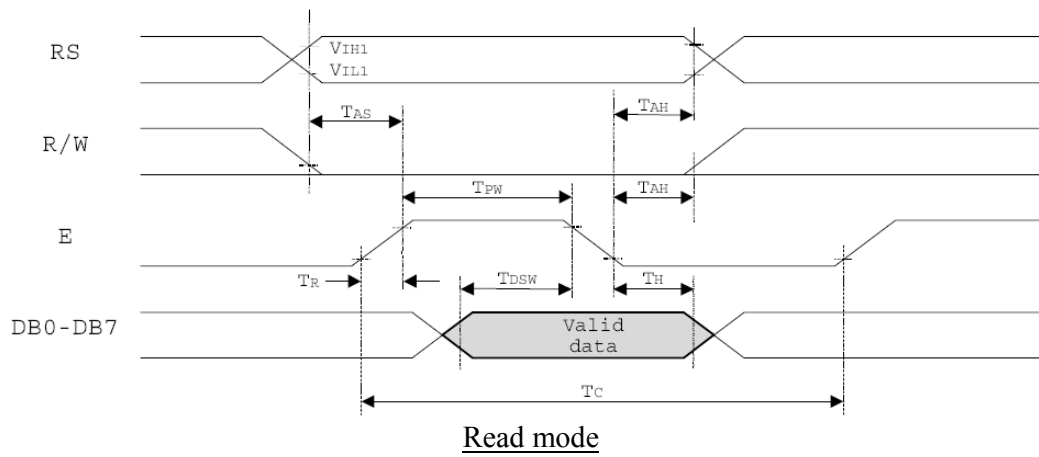 RS
VIH1
VIL1
TAS
TAH
R/W
TPW
TAH
E
TR
TDSW
TH
DB0-DB7
Valid
data
TC
Read mode